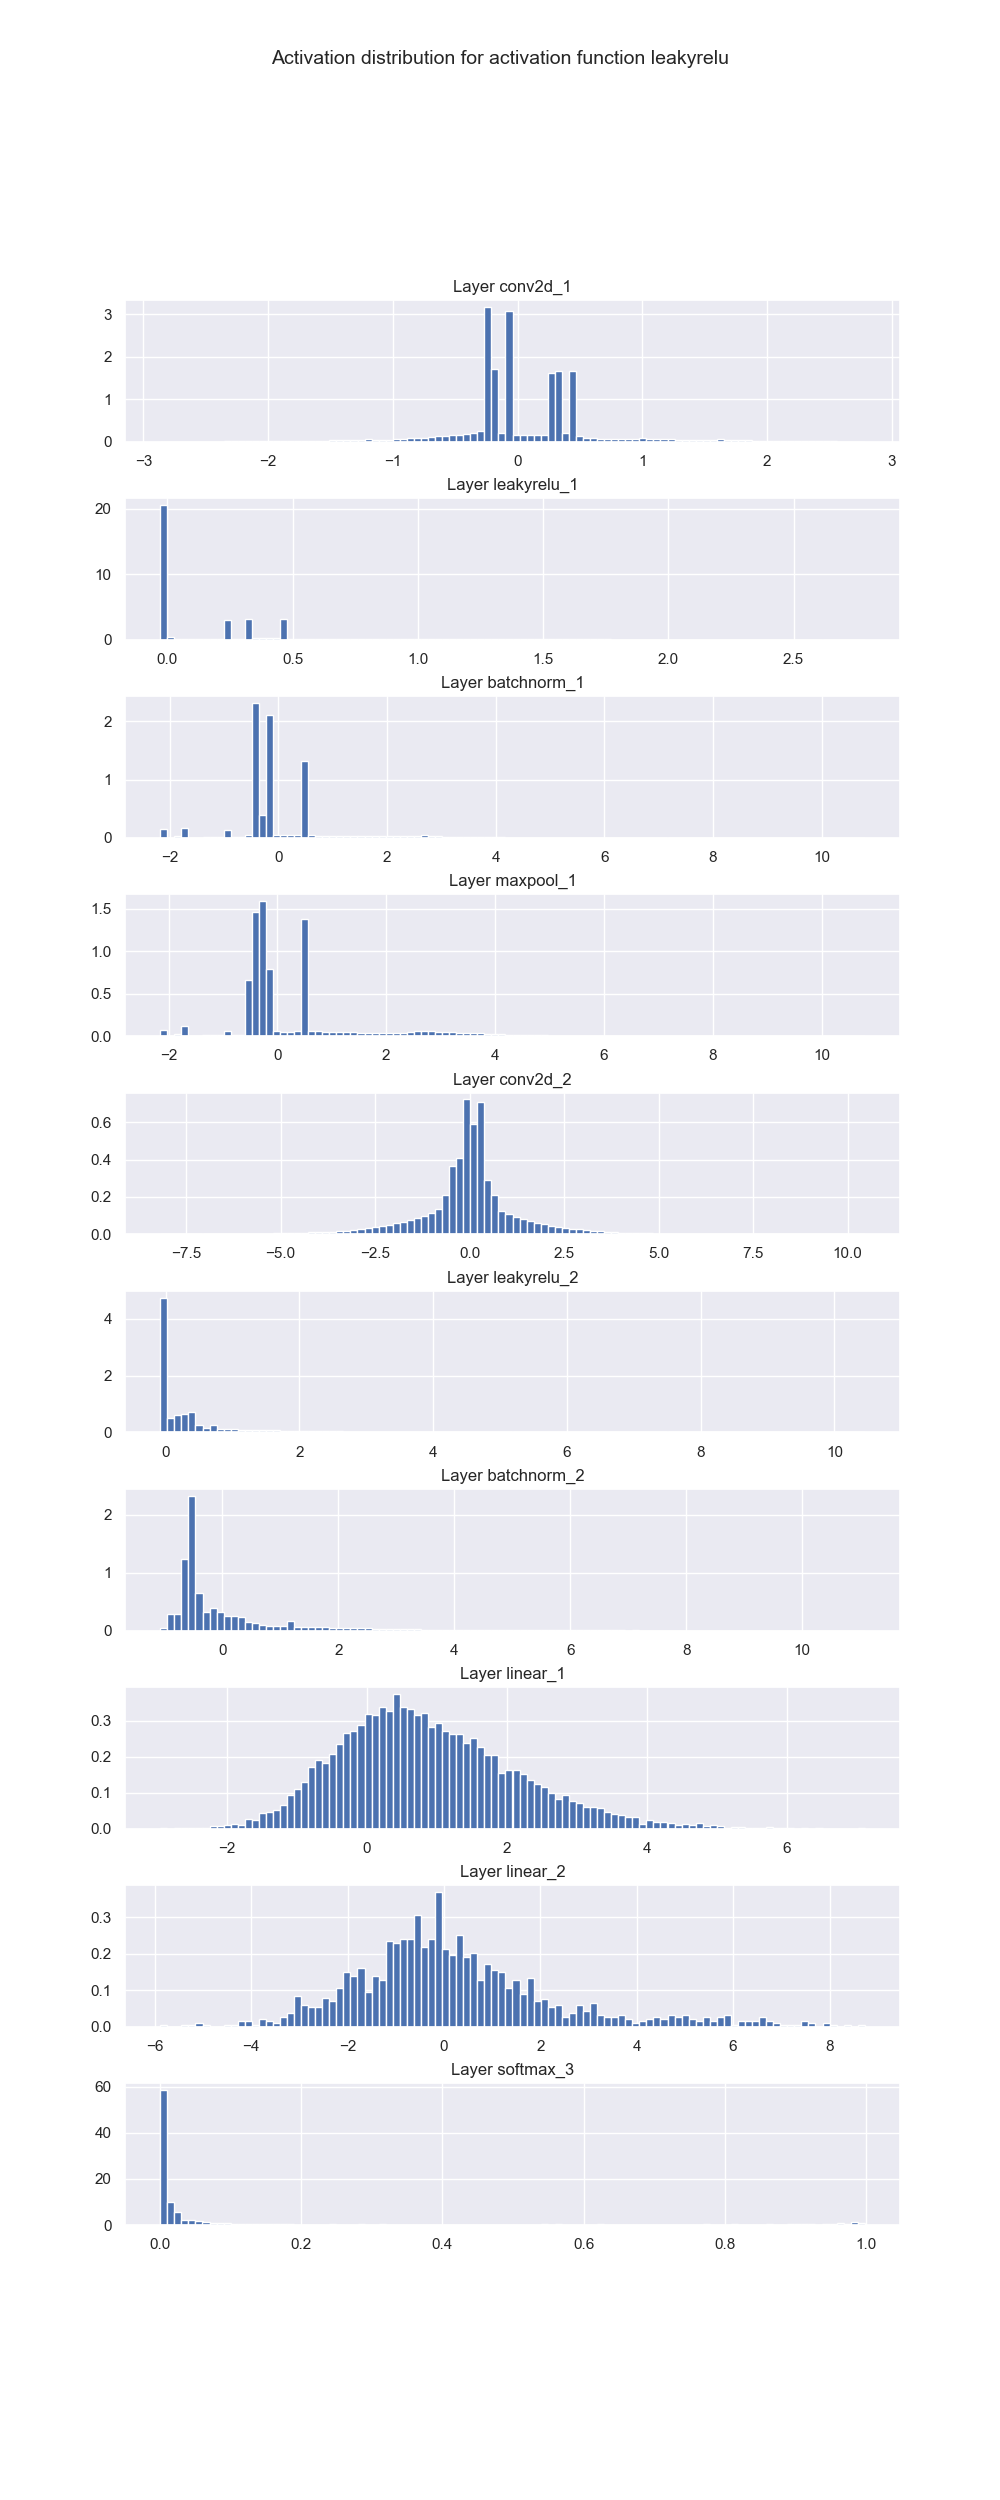 Activation distribution for activation function leakyrelu
Layer conv2d_1
3
2
1
0
−3 −2 −1 0 1 2 3
Layer leakyrelu_1
20
10
0
0.0 0.5 1.0 1.5 2.0 2.5
Layer batchnorm_1
2
1
0
−2 0 2 4 6 8 10
Layer maxpool_1
1.5
1.0
0.5
0.0
−2 0 2 4 6 8 10
Layer conv2d_2
0.6
0.4
0.2
0.0
−7.5 −5.0 −2.5 0.0 2.5 5.0 7.5 10.0
Layer leakyrelu_2
4
2
0
0 2 4 6 8 10
Layer batchnorm_2
2
1
0
0 2 4 6 8 10
Layer linear_1
0.3
0.2
0.1
0.0
−2 0 2 4 6
Layer linear_2
0.3
0.2
0.1
0.0
−6 −4 −2 0 2 4 6 8
Layer softmax_3
60
40
20
0
0.0 0.2 0.4 0.6 0.8 1.0